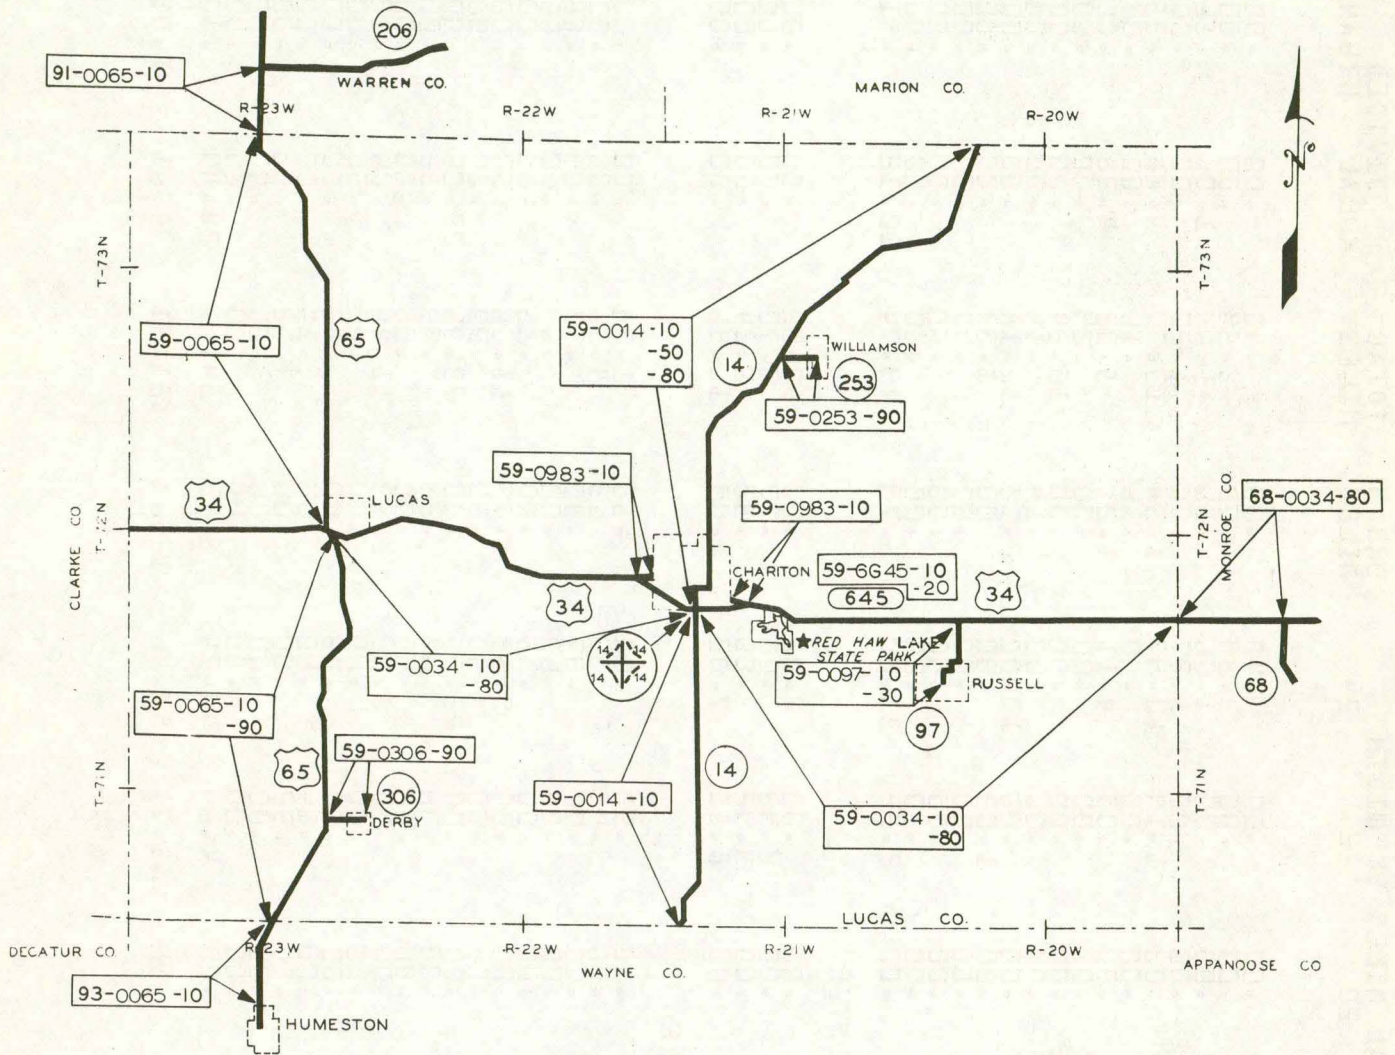 206
91-0065-10
WARREN CO.
MARION CO.
R-23W
R-22W
R-21W
R-20W
No
T-73N
T-73N
59-0065-10
65
59-0014-10
-50
-80
14
WILLIAMSON
253
59-0253-90
59-0983-10
34
LUCAS
59-0983-10
68-0034-80
CLARKE CO
T-72N
T-72N
MONROE CO.
CHARITON
59-6G45-10
-20
645
34
34
RED HAW LAKE
STATE PARK
59-0034-10
-80
14 14
14 14
59-0097-10
-30
RUSSELL
68
97
59-0065-10
-90
65
59-0306-90
306
DERBY
T-71N
59-0014-10
14
59-0034-10
-80
T-71N
LUCAS CO.
DECATUR CO.
R-23W
R-22W
R-21W
R-20W
WAYNE CO.
APPANOOSE CO
93-0065-10
HUMESTON